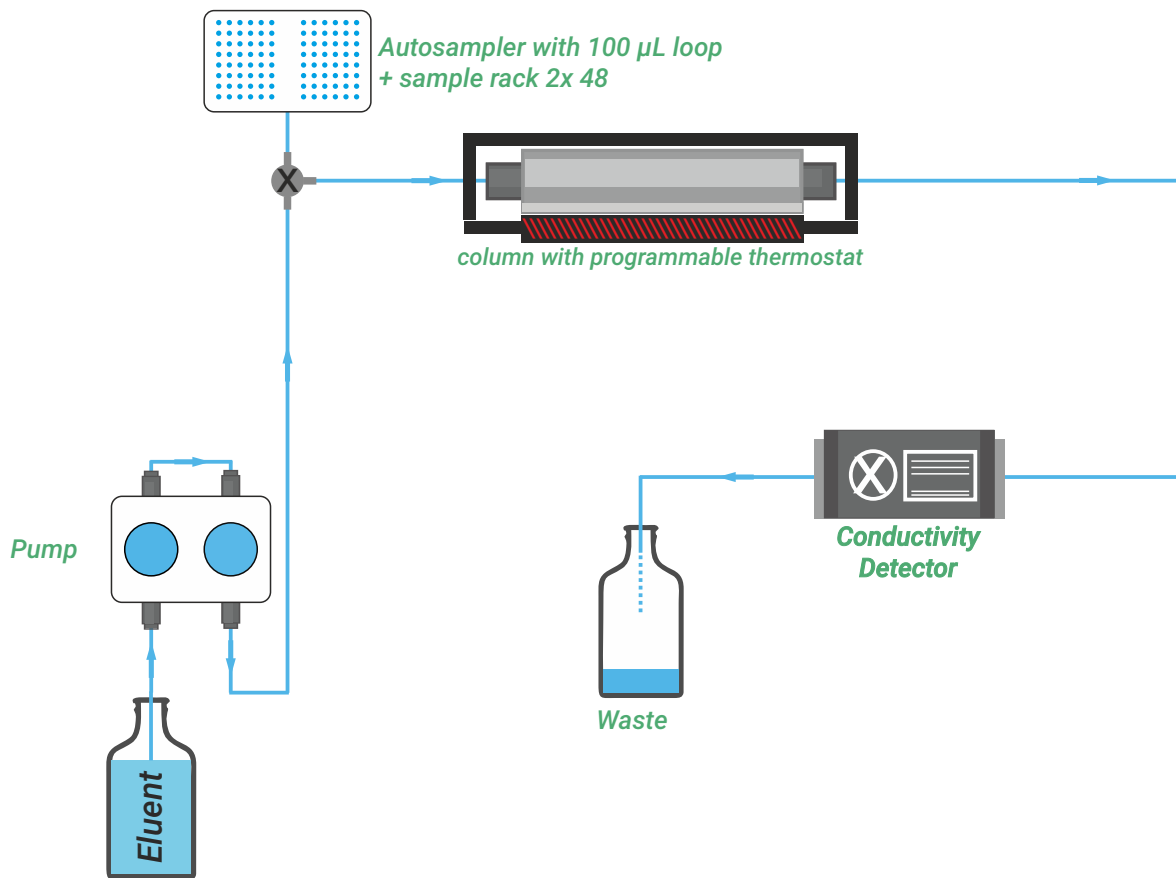 Autosampler with 100 µL loop
+ sample rack 2x 48
X
column with programmable thermostat
X
Conductivity
Detector
Pump
Waste
Eluent